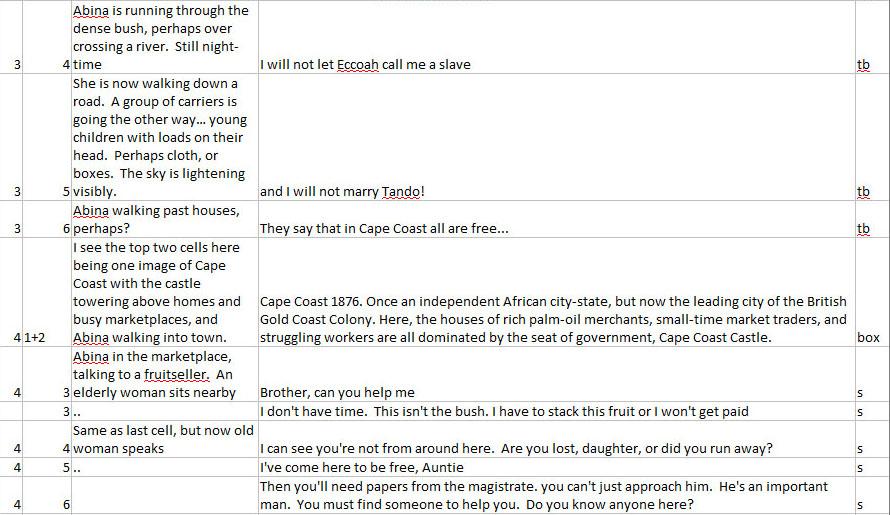 Abina is running through the
dense bush, perhaps over
crossing a river.  Still night-
3 4 time I will not let Eccoah call me a slave tb
She is now walking down a
road.  A group of carriers is
going the other way... young
children with loads on their
head.  Perhaps cloth, or
boxes.  The sky is lightening
3 5 visibly. and I will not marry Tando! tb
Abina walking past houses,
3 6 perhaps? They say that in Cape Coast all are free... tb
I see the top two cells here
being one image of Cape
Coast with the castle
towering above homes and Cape Coast 1876. Once an independent African city-state, but now the leading city of the British
busy marketplaces, and Gold Coast Colony. Here, the houses of rich palm-oil merchants, small-time market traders, and
4 1+2 Abina walking into town. struggling workers are all dominated by the seat of government, Cape Coast Castle. box
Abina in the marketplace,
talking to a fruitseller.  An
4 3 elderly woman sits nearby Brother, can you help me s
3 .. I don't have time.  This isn't the bush. I have to stack this fruit or I won't get paid s
Same as last cell, but now old
4 4 woman speaks I can see you're not from around here.  Are you lost, daughter, or did you run away? s
4 5 .. I've come here to be free, Auntie s
Then you'll need papers from the magistrate. you can't just approach him.  He's an important
4 6 man.  You must find someone to help you.  Do you know anyone here? s